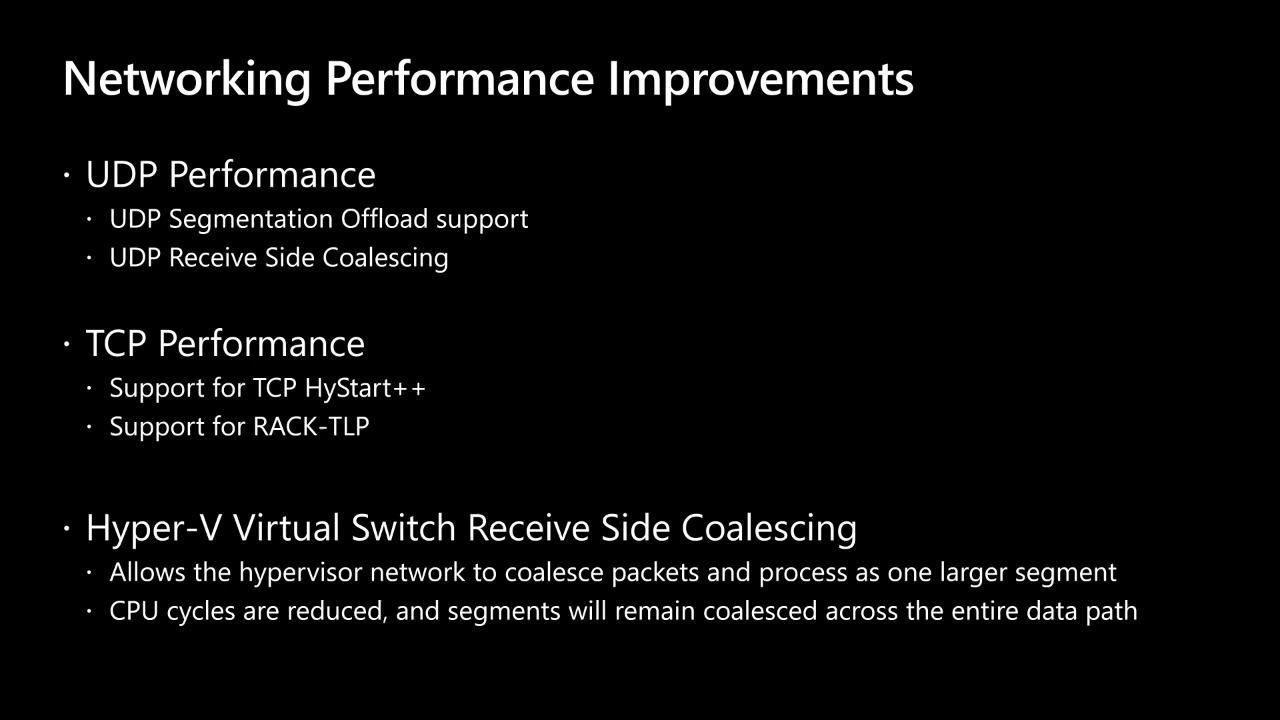 Networking Performance Improvements
· UDP Performance
· UDP Segmentation Offload support
· UDP Receive Side Coalescing
· TCP Performance
· Support for TCP HyStart++
· Support for RACK-TLP
· Hyper-V Virtual Switch Receive Side Coalescing
· Allows the hypervisor network to coalesce packets and process as one larger segment
· CPU cycles are reduced, and segments will remain coalesced across the entire data path